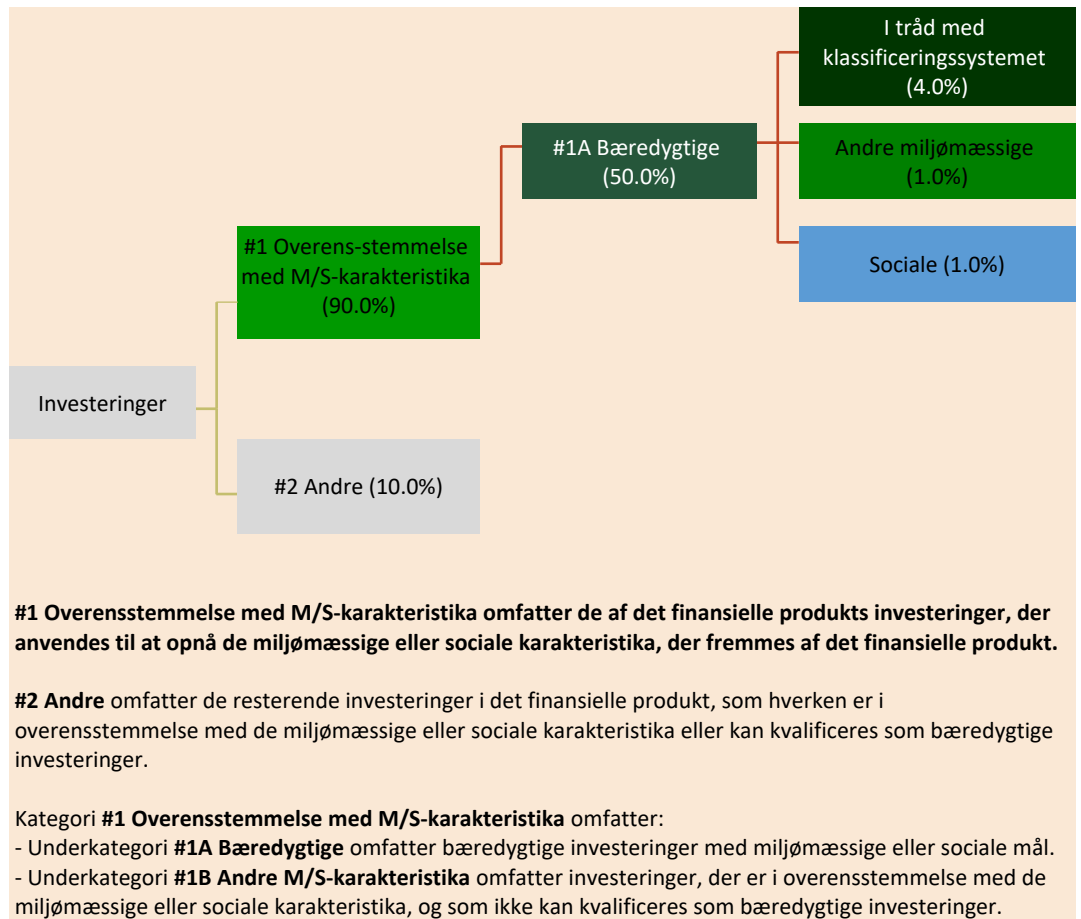 I tråd med
klassificeringssystemet
(4.0%)
#1A Bæredygtige
(50.0%)
Andre miljømæssige
(1.0%)
#1 Overens-stemmelse
med M/S-karakteristika
(90.0%)
Sociale (1.0%)
Investeringer
#2 Andre (10.0%)
#1 Overensstemmelse med M/S-karakteristika omfatter de af det finansielle produkts investeringer, der
anvendes til at opnå de miljømæssige eller sociale karakteristika, der fremmes af det finansielle produkt.
#2 Andre omfatter de resterende investeringer i det finansielle produkt, som hverken er i
overensstemmelse med de miljømæssige eller sociale karakteristika eller kan kvalificeres som bæredygtige
investeringer.
Kategori #1 Overensstemmelse med M/S-karakteristika omfatter:
- Underkategori #1A Bæredygtige omfatter bæredygtige investeringer med miljømæssige eller sociale mål.
- Underkategori #1B Andre M/S-karakteristika omfatter investeringer, der er i overensstemmelse med de
miljømæssige eller sociale karakteristika, og som ikke kan kvalificeres som bæredygtige investeringer.